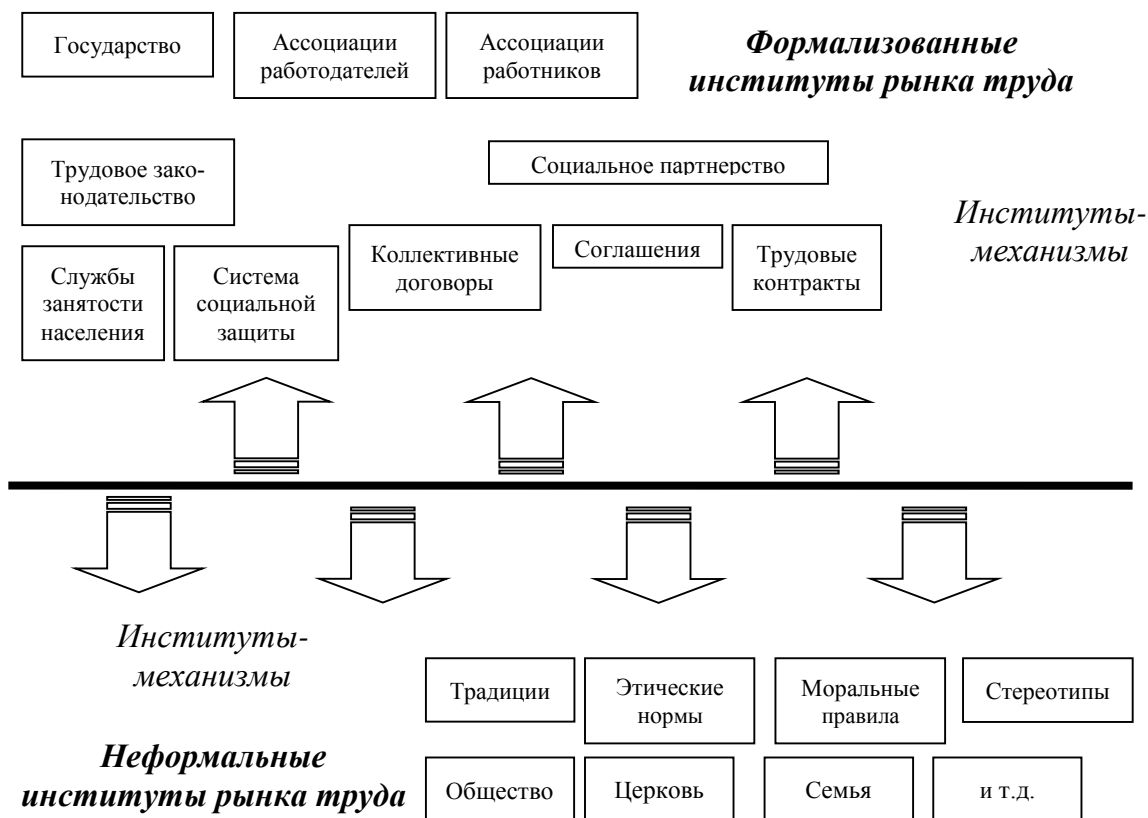 Государство
Ассоциации
работодателей
Ассоциации
работников
Формализованные
институты рынка труда
Трудовое зако-
нодательство
Социальное партнерство
Институты-
механизмы
Службы
занятости
населения
Система
социальной
защиты
Коллективные
договоры
Соглашения
Трудовые
контракты
Институты-
механизмы
Традиции
Этические
нормы
Моральные
правила
Стереотипы
Неформальные
институты рынка труда
Общество
Церковь
Семья
и т.д.